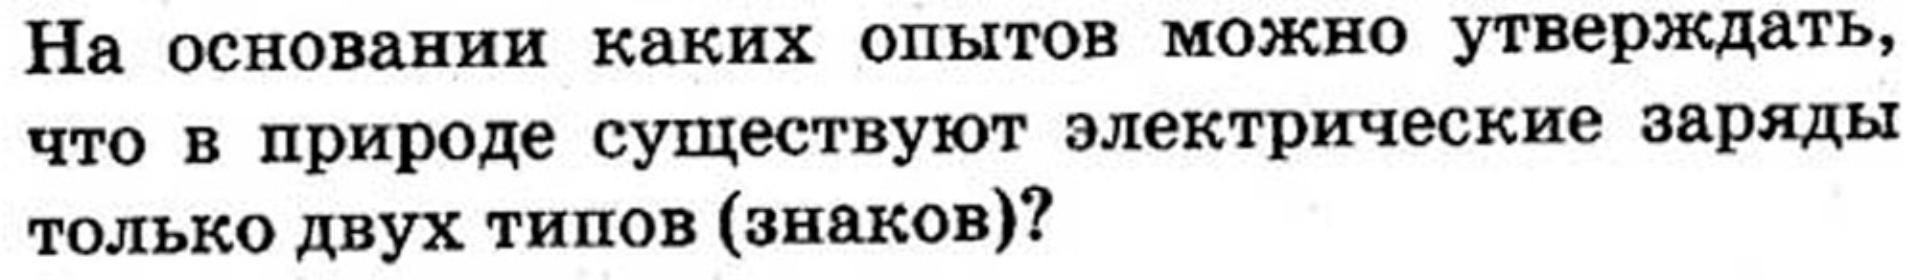 На основании каких опытов можно утверждать,
что в природе существуют электрические заряды
только двух типов (знаков)?